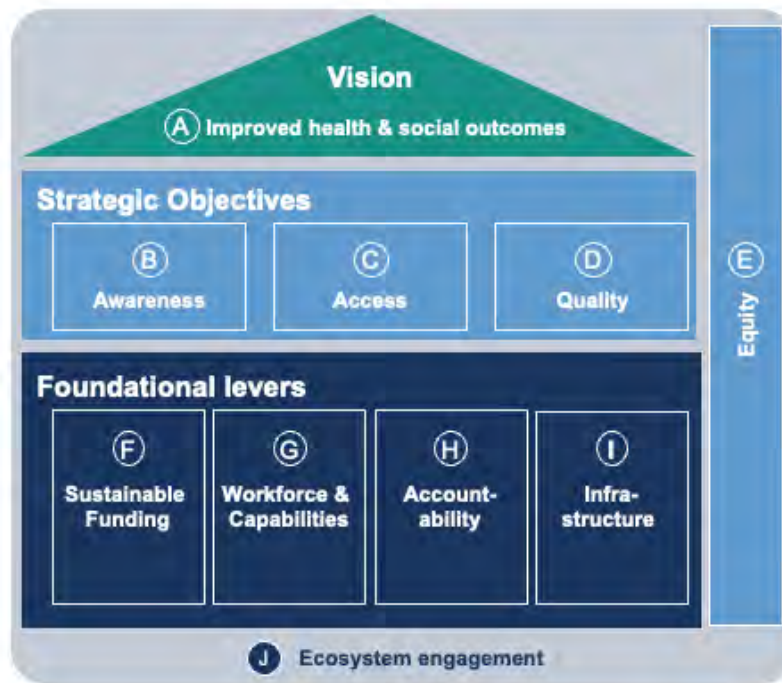 Vision
A Improved health & social outcomes
Strategic Objectives
B
Awareness
C
Access
D
Quality
E
Equity
Foundational levers
F
Sustainable
Funding
G
Workforce &
Capabilities
H
Account-
ability
I
Infra-
structure
J Ecosystem engagement